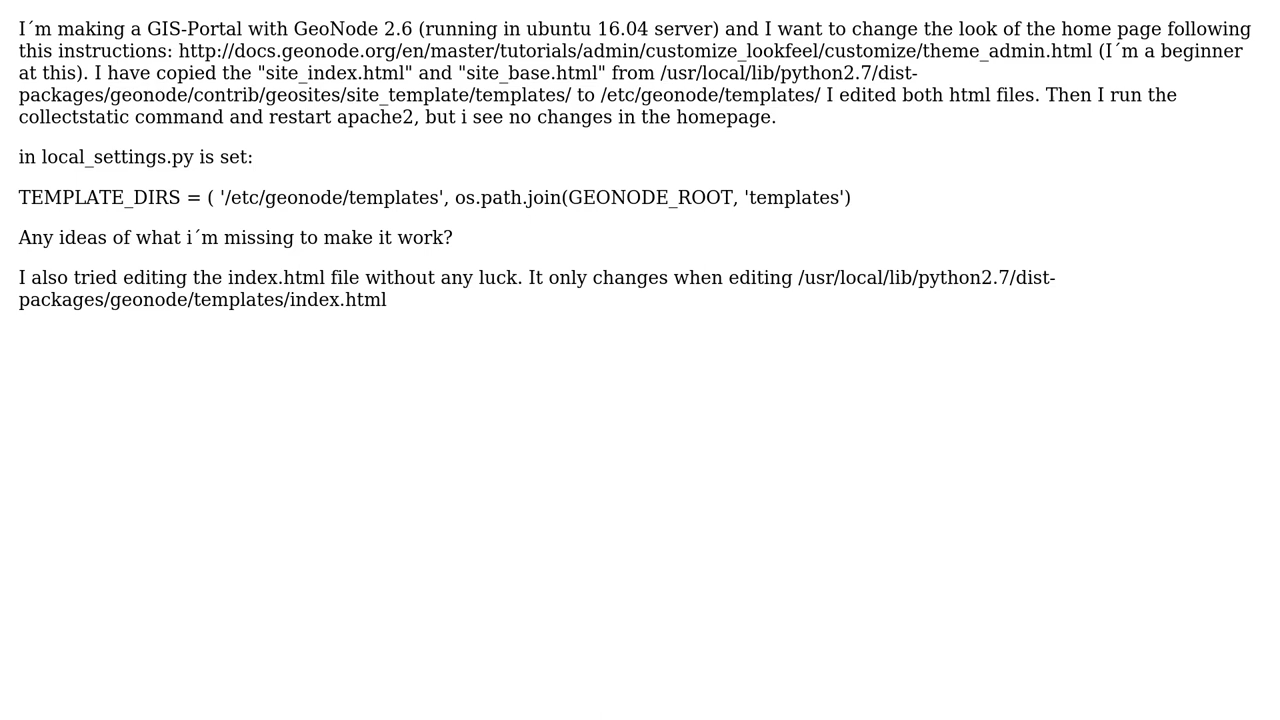 I´m making a GIS-Portal with GeoNode 2.6 (running in ubuntu 16.04 server) and I want to change the look of the home page following
this instructions: http://docs.geonode.org/en/master/tutorials/admin/customize_lookfeel/customize/theme_admin.html (I´m a beginner
at this). I have copied the "site_index.html" and "site_base.html" from /usr/local/lib/python2.7/dist-
packages/geonode/contrib/geosites/site_template/templates/ to /etc/geonode/templates/ I edited both html files. Then I run the
collectstatic command and restart apache2, but i see no changes in the homepage.
in local_settings.py is set:
TEMPLATE_DIRS = ( '/etc/geonode/templates', os.path.join(GEONODE_ROOT, 'templates')
Any ideas of what i´m missing to make it work?
I also tried editing the index.html file without any luck. It only changes when editing /usr/local/lib/python2.7/dist-
packages/geonode/templates/index.html